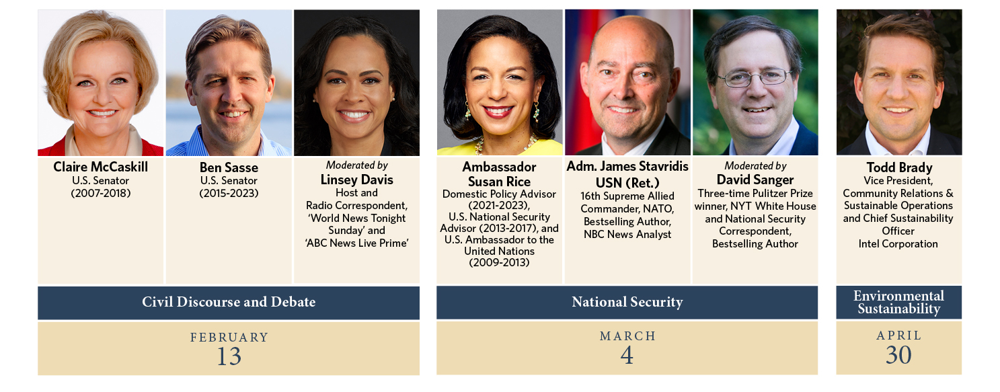 Claire McCaskill
U.S. Senator
(2007-2018)
Ben Sasse
U.S. Senator
(2015-2023)
Moderated by
Linsey Davis
Host and
Radio Correspondent,
‘World News Tonight
Sunday’ and
‘ABC News Live Prime’
Civil Discourse and Debate
FEBRUARY
13
Ambassador
Susan Rice
Domestic Policy Advisor
(2021-2023),
U.S. National Security
Advisor (2013-2017), and
U.S. Ambassador to the
United Nations
(2009-2013)
Adm. James Stavridis
USN (Ret.)
16th Supreme Allied
Commander, NATO,
Bestselling Author,
NBC News Analyst
Moderated by
David Sanger
Three-time Pulitzer Prize
winner, NYT White House
and National Security
Correspondent,
Bestselling Author
National Security
MARCH
4
Todd Brady
Vice President,
Community Relations &
Sustainable Operations
and Chief Sustainability
Officer
Intel Corporation
Environmental
Sustainability
APRIL
30